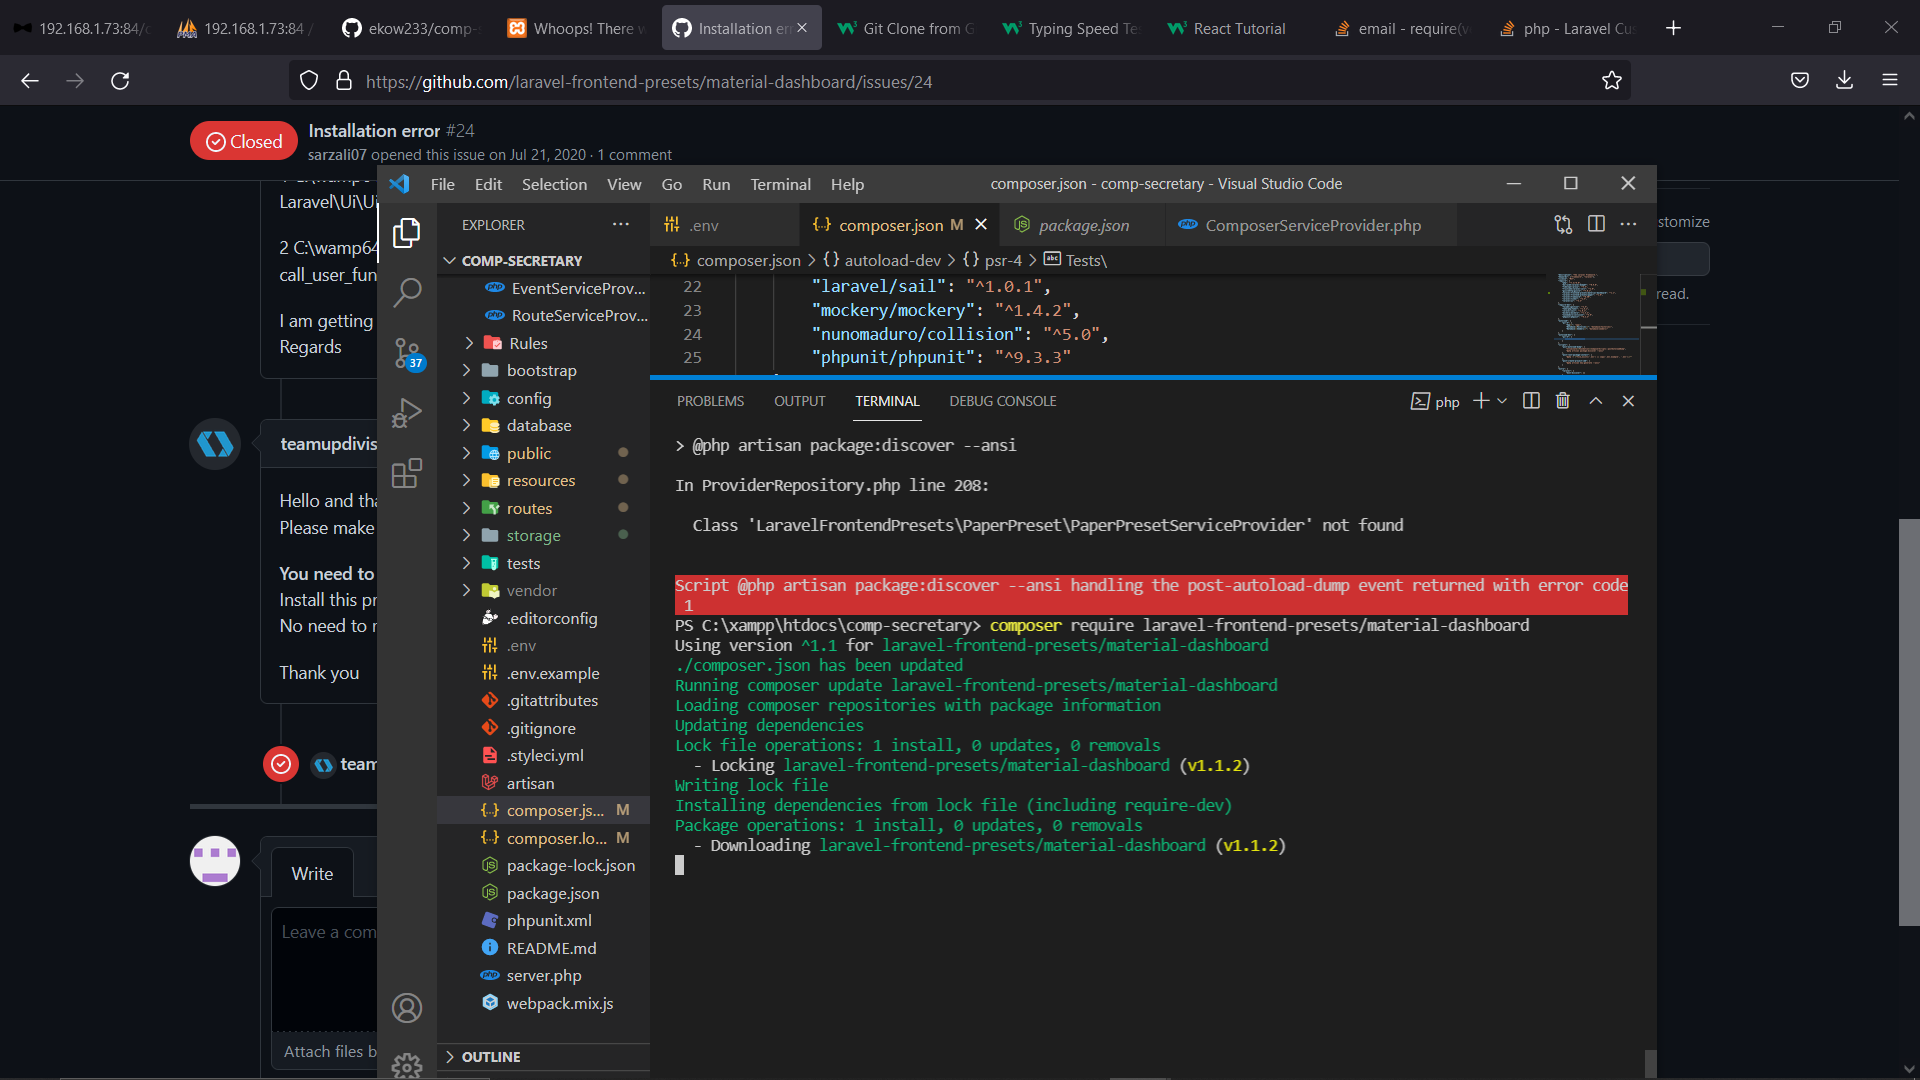 192.168.1.73:84/c
192.168.1.73:84 /
ekow233/comp-s
Whoops! There w
Installation err
Git Clone from G
Typing Speed Te
React Tutorial
email - require(v
php - Laravel Cus
https://github.com/laravel-frontend-presets/material-dashboard/issues/24
Closed
Installation error #24
sarzali07 opened this issue on Jul 21, 2020 · 1 comment
Laravel\Ui\Ui
2 C:\wamp64
call_user_fun
I am getting
Regards
teamupdivis
Hello and tha
Please make
You need to
Install this pr
No need to r
Thank you
team
Write
Leave a com
Attach files b
stomize
read.
File Edit Selection View Go Run Terminal Help
composer.json - comp-secretary - Visual Studio Code
37
EXPLORER
COMP-SECRETARY
EventServiceProv...
RouteServiceProv...
Rules
bootstrap
config
database
public
resources
routes
storage
tests
vendor
.editorconfig
.env
.env.example
.gitattributes
.gitignore
.styleci.yml
artisan
composer.js... M
composer.lo... M
package-lock.json
package.json
phpunit.xml
README.md
server.php
webpack.mix.js
OUTLINE
.env
composer.json M
package.json
ComposerServiceProvider.php
composer.json > {} autoload-dev > {} psr-4 > Tests\
22 "laravel/sail": "^1.0.1",
23 "mockery/mockery": "^1.4.2",
24 "nunomaduro/collision": "^5.0",
25 "phpunit/phpunit": "^9.3.3"
PROBLEMS OUTPUT TERMINAL DEBUG CONSOLE
php
> @php artisan package:discover --ansi
In ProviderRepository.php line 208:
Class 'LaravelFrontendPresets\PaperPreset\PaperPresetServiceProvider' not found
Script @php artisan package:discover --ansi handling the post-autoload-dump event returned with error code
1
PS C:\xampp\htdocs\comp-secretary> composer require laravel-frontend-presets/material-dashboard
Using version ^1.1 for laravel-frontend-presets/material-dashboard
./composer.json has been updated
Running composer update laravel-frontend-presets/material-dashboard
Loading composer repositories with package information
Updating dependencies
Lock file operations: 1 install, 0 updates, 0 removals
- Locking laravel-frontend-presets/material-dashboard (v1.1.2)
Writing lock file
Installing dependencies from lock file (including require-dev)
Package operations: 1 install, 0 updates, 0 removals
- Downloading laravel-frontend-presets/material-dashboard (v1.1.2)